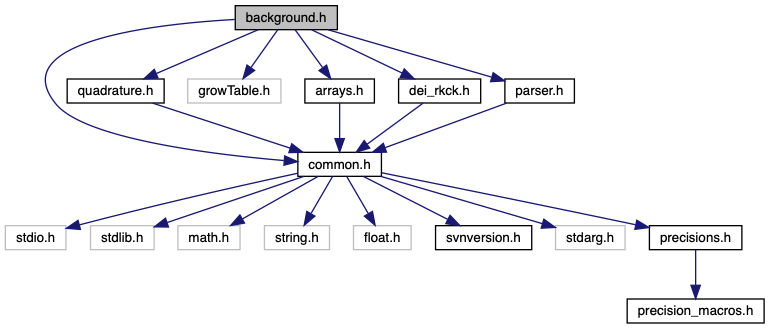 background.h
quadrature.h
growTable.h
arrays.h
dei_rkck.h
parser.h
common.h
stdio.h
stdlib.h
math.h
string.h
float.h
svnversion.h
stdarg.h
precisions.h
precision_macros.h